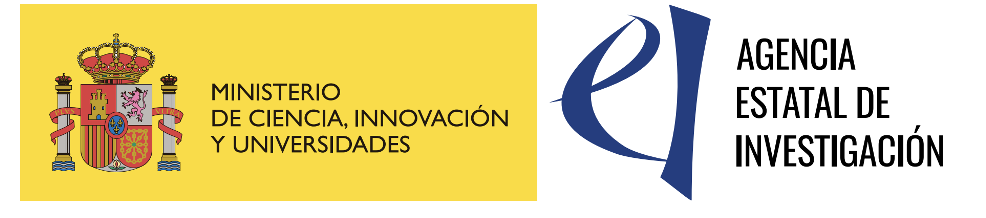 MINISTERIO
DE CIENCIA, INNOVACIÓN
Y UNIVERSIDADES
AGENCIA
ESTATAL DE
INVESTIGACIÓN